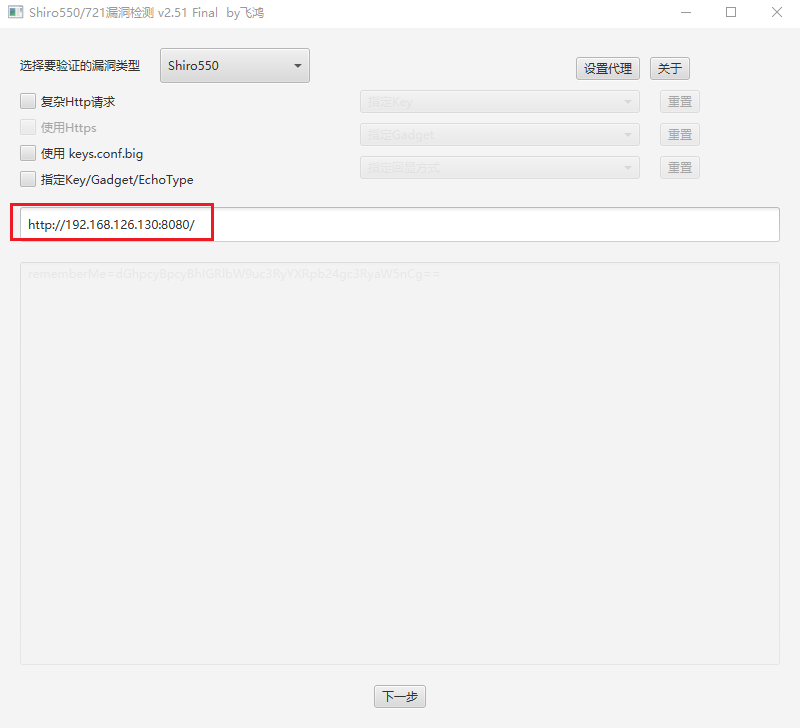 Shiro550/721漏洞检测 v2.51 Final by飞鸿
选择要验证的漏洞类型
Shiro550
设置代理
关于
复杂Http请求
指定Key
重置
使用Https
指定Gadget
重置
使用 keys.conf.big
指定回显方式
重置
指定Key/Gadget/EchoType
http://192.168.126.130:8080/
下一步